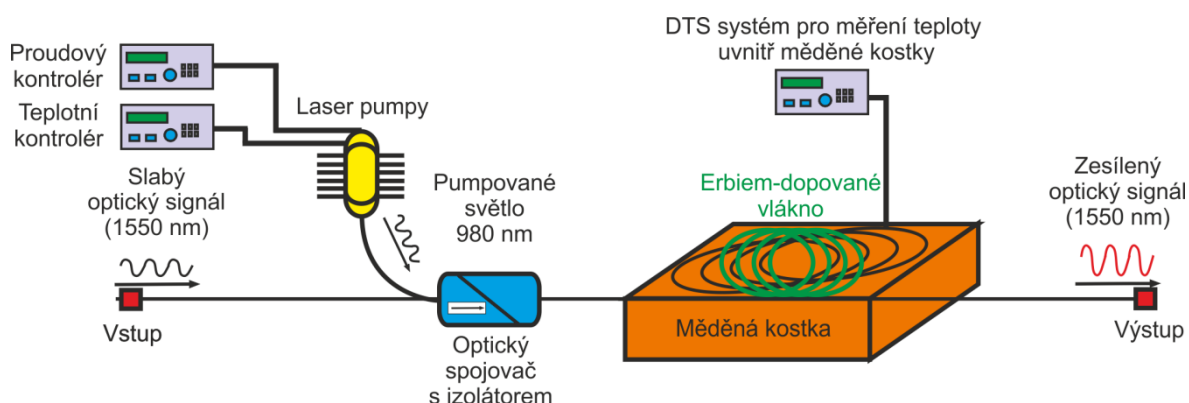 Proudový
kontrolér
Teplotní
kontrolér
Laser pumpy
Slabý
optický signál
(1550 nm)
Vstup
Pumpované
světlo
980 nm
Optický
spojovač
s izolátorem
DTS systém pro měření teploty
uvnitř měděné kostky
Erbiem-dopované
vlákno
Měděná kostka
Zesílený
optický signál
(1550 nm)
Výstup